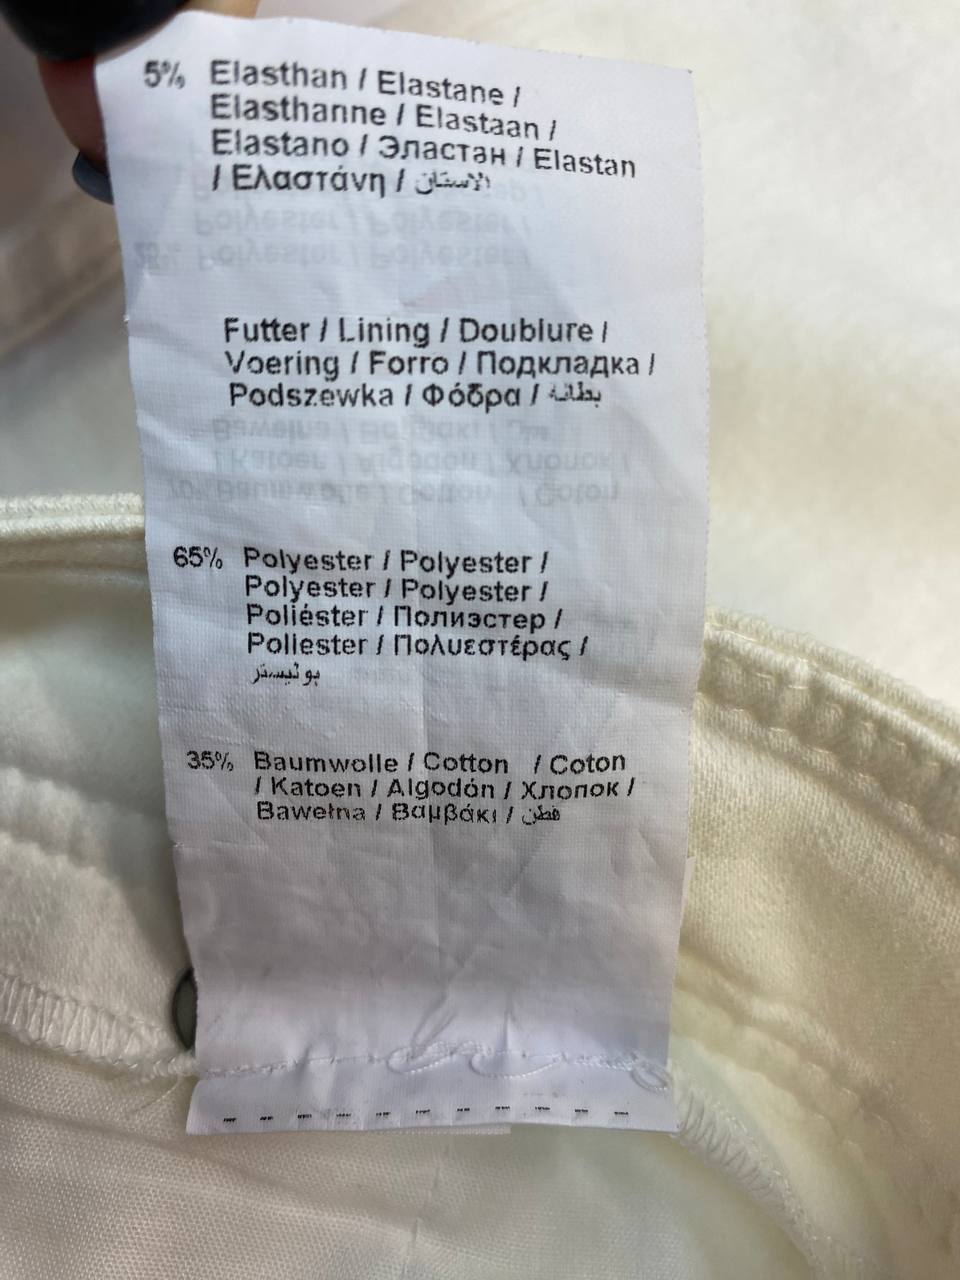 5% Elasthan / Elastane /
Elasthanne / Elastaan /
Elastano / Эластан / Elastan
/ Ελαστάνη / الاستان
Futter / Lining / Doublure /
Voering / Forro / Подкладка /
Podszewka / Φόδρα / بطانة
65% Polyester / Polyester /
Polyester / Polyester /
Poliéster / Полиэстер /
Poliester / Πολυεστέρας /
بوليستر
35% Baumwolle / Cotton / Coton
/ Katoen / Algodón / Хлопок /
Bawełna / Βαμβάκι / قطن